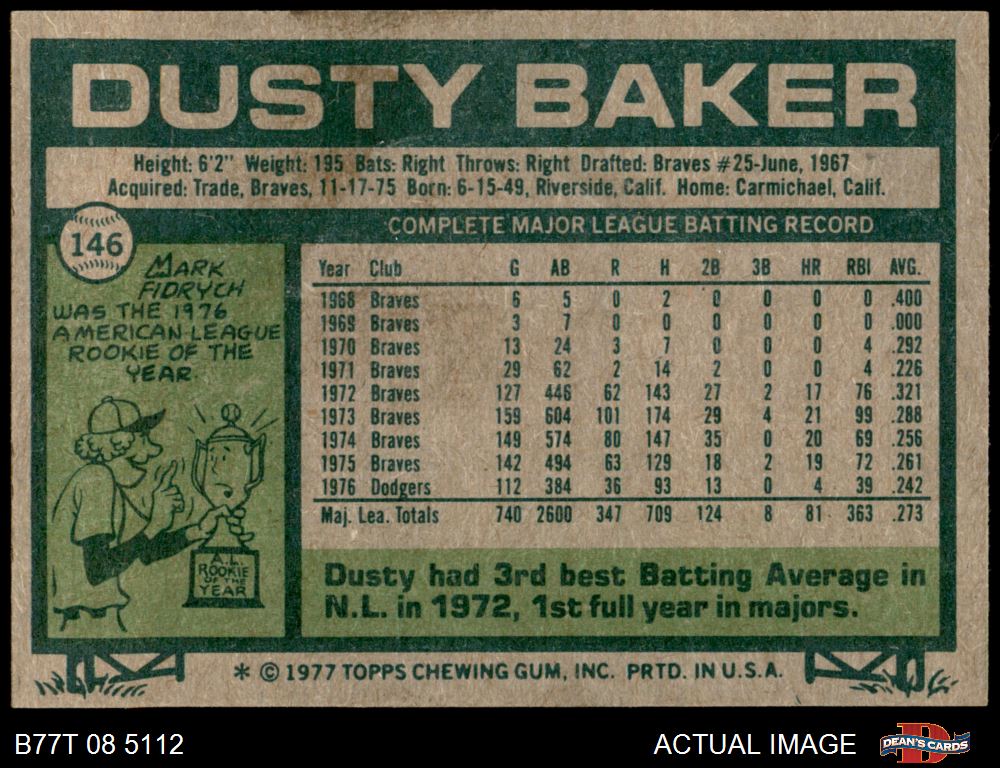 DUSTY BAKER
Height: 6'2" Weight: 195 Bats: Right Throws: Right Drafted: Braves #25-June, 1967
Acquired: Trade, Braves, 11-17-75 Born: 6-15-49, Riverside, Calif. Home: Carmichael, Calif.
146
COMPLETE MAJOR LEAGUE BATTING RECORD
MARK
FIDRYCH
WAS THE 1976
AMERICAN LEAGUE
ROOKIE OF THE
YEAR.
A.L.
ROOKIE
OF THE
YEAR
Year Club G AB R H 2B 3B HR RBI AVG.
1968 Braves 6 5 0 2 0 0 0 0 .400
1969 Braves 3 7 0 0 0 0 0 0 .000
1970 Braves 13 24 3 7 0 0 0 4 .292
1971 Braves 29 62 2 14 2 0 0 4 .226
1972 Braves 127 446 62 143 27 2 17 76 .321
1973 Braves 159 604 101 174 29 4 21 99 .288
1974 Braves 149 574 80 147 35 0 20 69 .256
1975 Braves 142 494 63 129 18 2 19 72 .261
1976 Dodgers 112 384 36 93 13 0 4 39 .242
Maj. Lea. Totals 740 2600 347 709 124 8 81 363 .273
Dusty had 3rd best Batting Average in
N.L. in 1972, 1st full year in majors.
* © 1977 TOPPS CHEWING GUM, INC. PRTD. IN U.S.A.
B77T 08 5112
ACTUAL IMAGE
DEAN'S CARDS